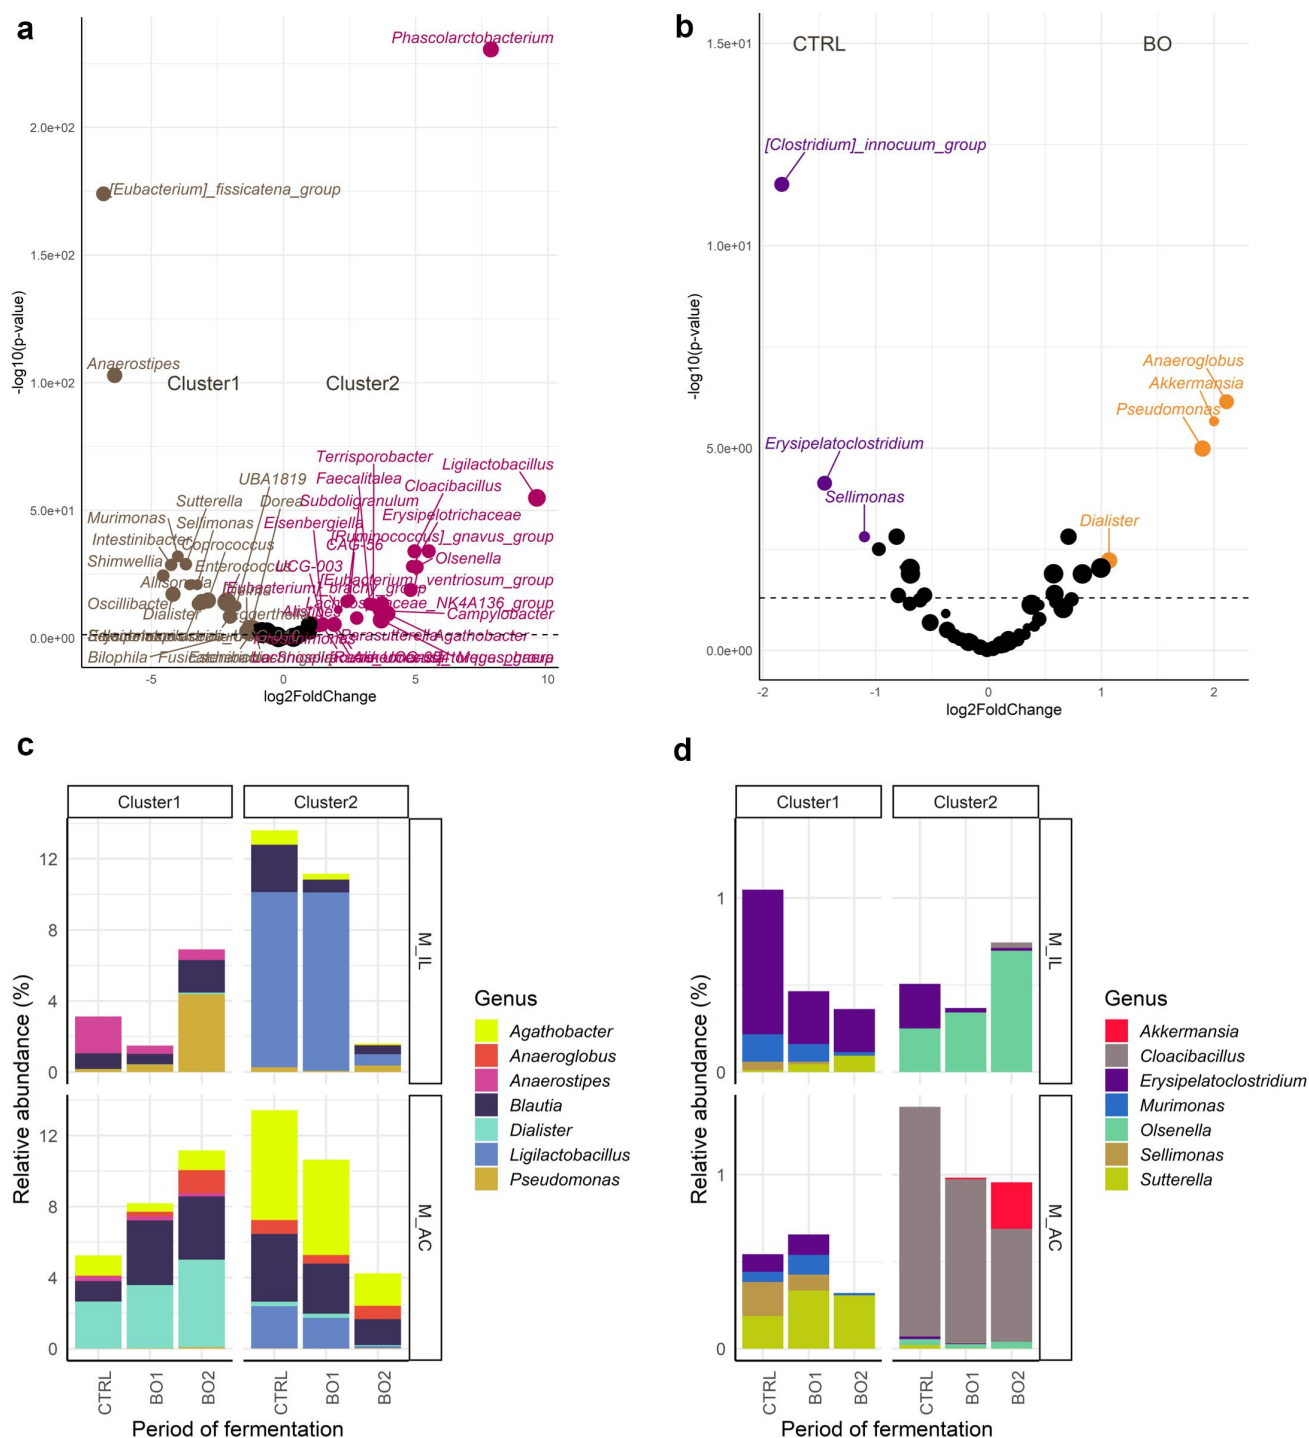 a
Phascolarctobacterium
2.0e+02
[Eubacterium]_fissicatena_group
1.5e+02
-log10(p-value)
Anaerostipes
1.0e+02
Cluster1
Cluster2
Terrisporobacter
Ligilactobacillus
UBA1819
Faecalitalea
Cloacibacillus
Sutterella
Dorea
Subdoligranulum
5.0e+01
Murimonas
Sellimonas
Eisenbergiella
Erysipelotrichaceae
Intestinibacter
Coprococcus
CAG-56
[Ruminococcus]_gnavus_group
Shimwellia
Enterococcus
UCG-003
Olsenella
Allisonella
[Eubacterium]_brachy_group
[Eubacterium]_ventriosum_group
Oscillibacter
Alistipes
Lachnospiraceae_NK4A136_group
Dialister
Campylobacter
0.0e+00
Parasutterella
Agathobacter
Bilophila
-5
0
5
10
log2FoldChange
b
1.5e+01
CTRL
BO
[Clostridium]_innocuum_group
1.0e+01
-log10(p-value)
Anaeroglobus
Akkermansia
Pseudomonas
5.0e+00
Erysipelatoclostridium
Sellimonas
Dialister
0.0e+00
-2
-1
0
1
2
log2FoldChange
c
Cluster1
Cluster2
M_IL
M_AC
12
8
4
0
12
8
4
0
Relative abundance (%)
CTRL
BO1
BO2
CTRL
BO1
BO2
Period of fermentation
Genus
Agathobacter
Anaeroglobus
Anaerostipes
Blautia
Dialister
Ligilactobacillus
Pseudomonas
d
Cluster1
Cluster2
M_IL
M_AC
1
0
1
0
Relative abundance (%)
CTRL
BO1
BO2
CTRL
BO1
BO2
Period of fermentation
Genus
Akkermansia
Cloacibacillus
Erysipelatoclostridium
Murimonas
Olsenella
Sellimonas
Sutterella